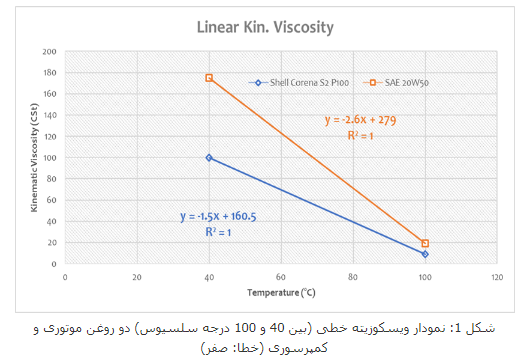 Linear Kin. Viscosity
200
180
160
140
120
100
80
60
40
20
0
Shell Corena S2 P100
SAE 20W50
y = -2.6x + 279
R² = 1
y = -1.5x + 160.5
R² = 1
Kinematic Viscosity (CSt)
0 20 40 60 80 100 120
Temperature (°C)
شکل 1: نمودار ویسکوزیته خطی (بین 40 و 100 درجه سلسیوس) دو روغن موتوری و
کمپرسوری (خطا: صفر)